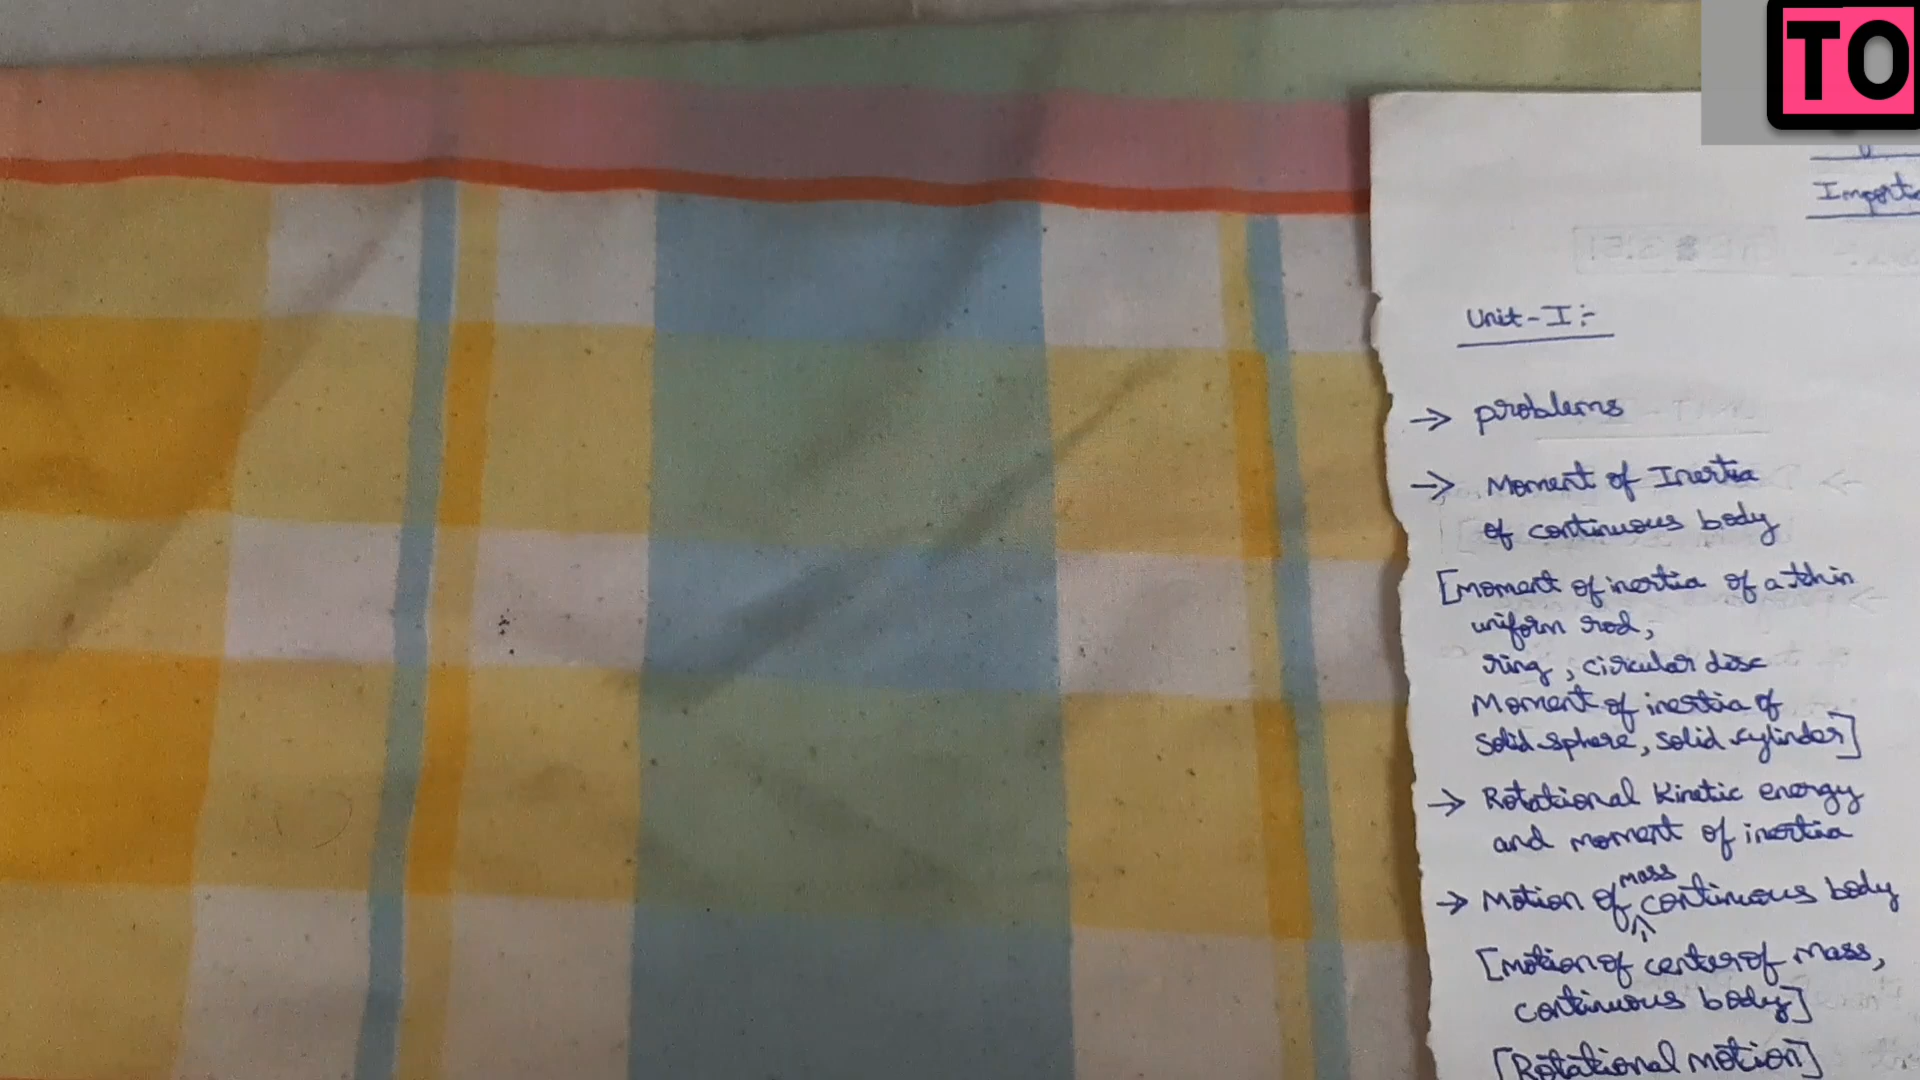 TO
Unit-I:-
→ problems
→ Moment of Inertia
of continuous body
[Moment of inertia of a thin
uniform rod,
ring, circular disc
Moment of inertia of
solid sphere, solid cylinder]
→ Rotational Kinetic energy
and moment of inertia
mass
→ Motion of continuous body
[Motion of center of mass,
continuous body]
[Rotational motion]